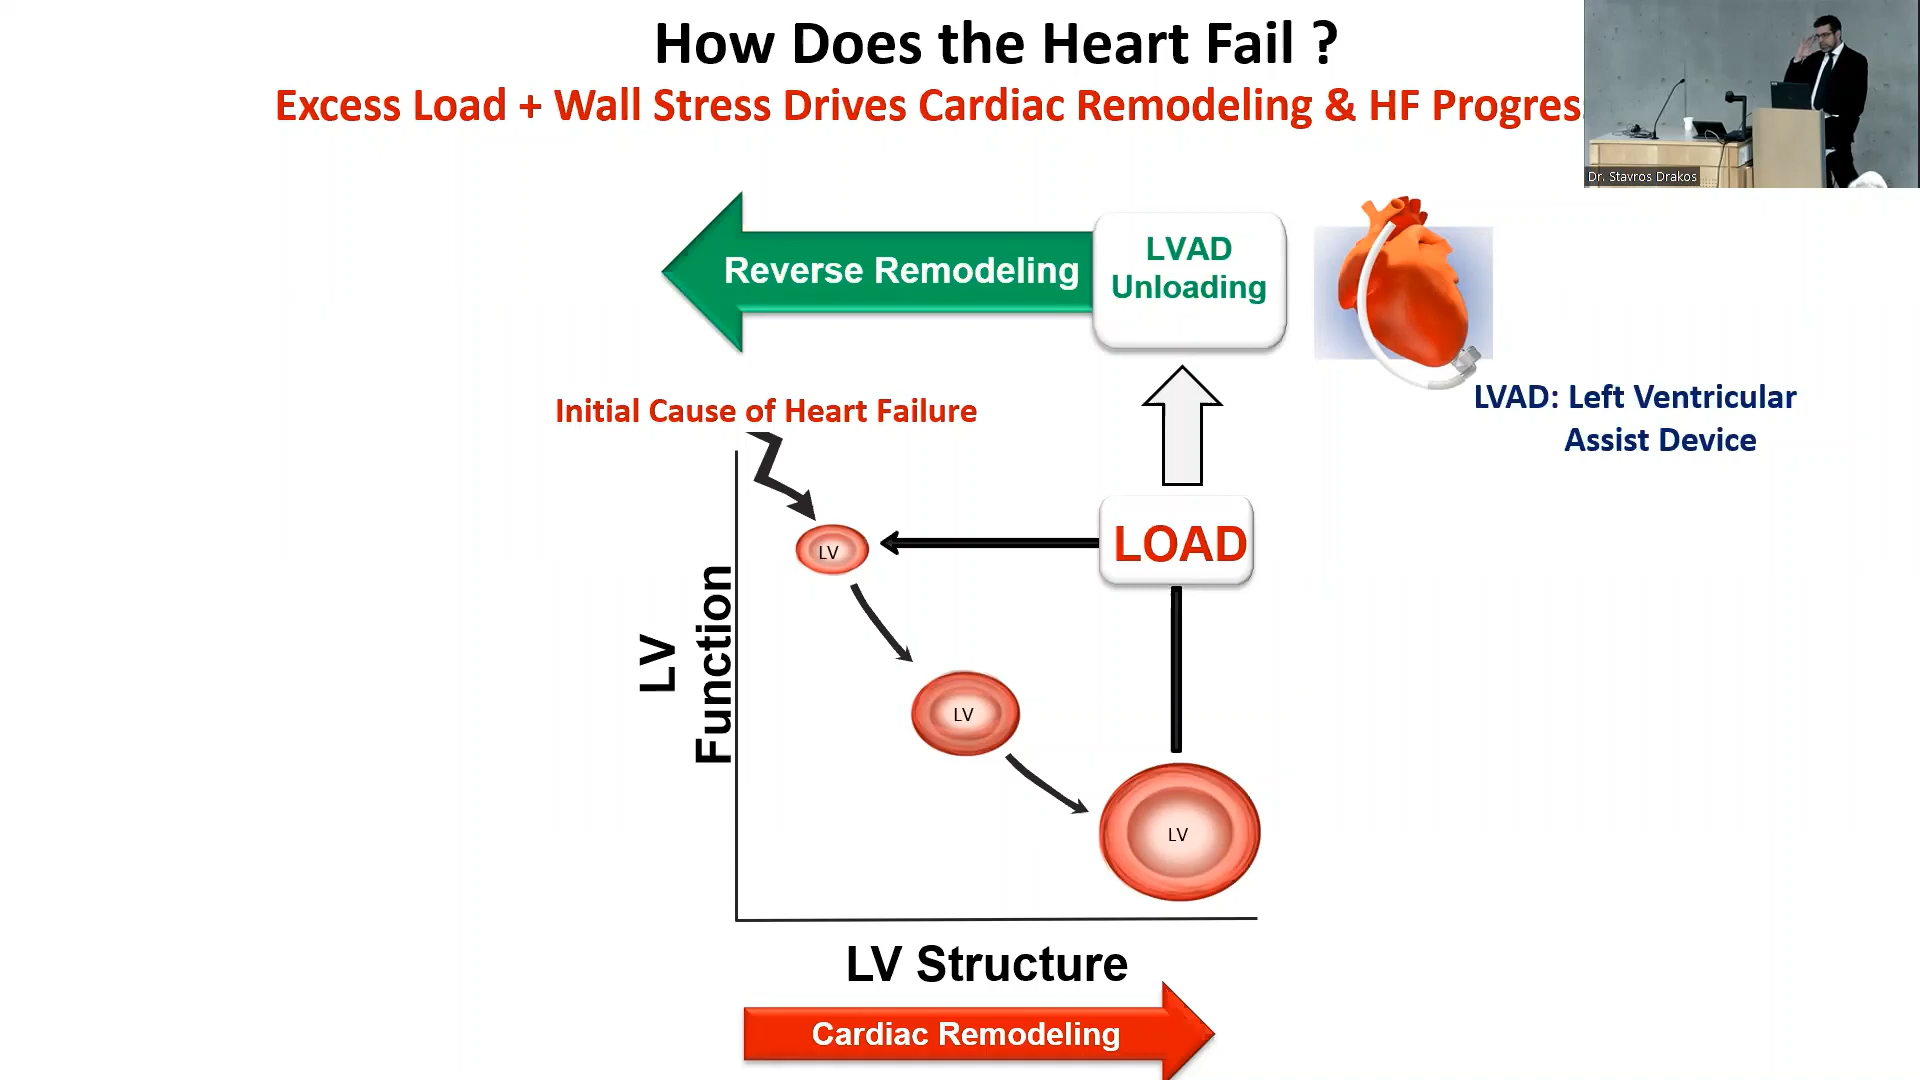 How Does the Heart Fail ?
Excess Load + Wall Stress Drives Cardiac Remodeling & HF Progres
Dr. Stavros Drakos
Reverse Remodeling
LVAD
Unloading
LVAD: Left Ventricular
Assist Device
Initial Cause of Heart Failure
LOAD
LV
LV
LV
LV
Function
LV Structure
Cardiac Remodeling